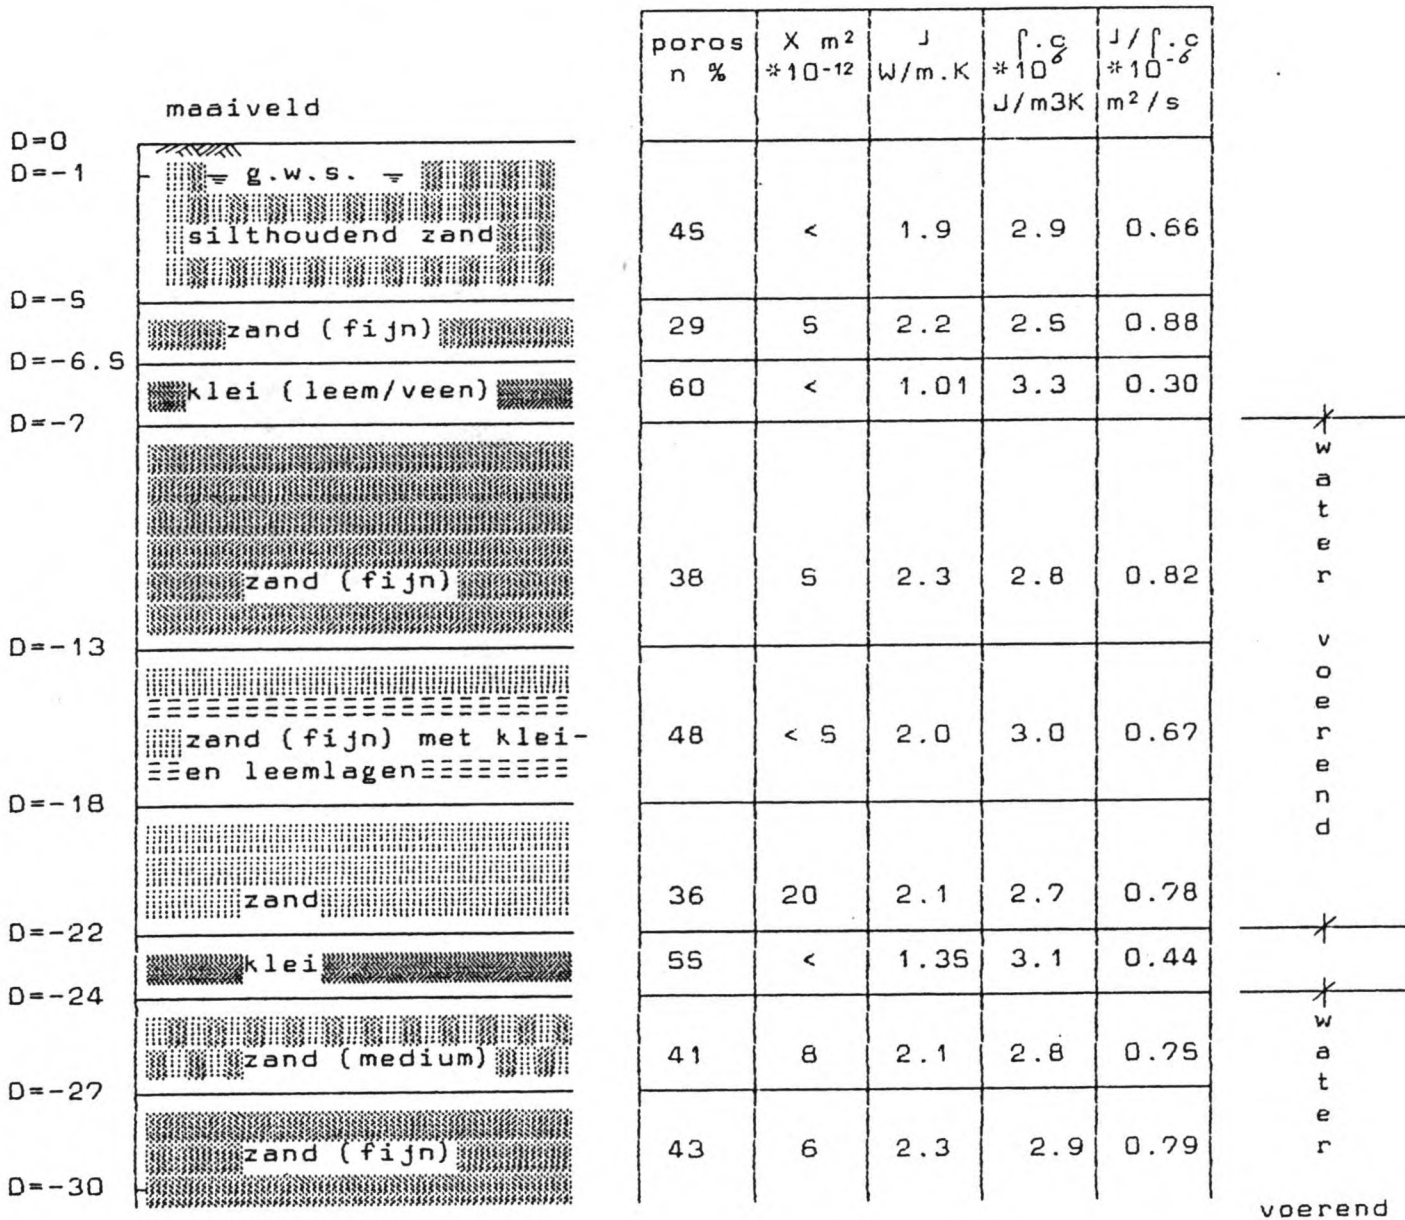 poros X m² J ʃ.c J/ʃ.c
n % *10⁻¹² W/m.K *10⁶ *10⁻⁶
J/m3K m²/s
maaiveld
D=0
D=-1 g.w.s.
silthoudend zand 45 < 1.9 2.9 0.66
D=-5
zand (fijn) 29 5 2.2 2.5 0.88
D=-6.5
klei (leem/veen) 60 < 1.01 3.3 0.30
D=-7
zand (fijn) 38 5 2.3 2.8 0.82
D=-13
zand (fijn) met klei- 48 < 5 2.0 3.0 0.67
en leemlagen
D=-18
zand 36 20 2.1 2.7 0.78
D=-22
klei 55 < 1.35 3.1 0.44
D=-24
zand (medium) 41 8 2.1 2.8 0.75
D=-27
zand (fijn) 43 6 2.3 2.9 0.79
D=-30
water voerend
water
voerend